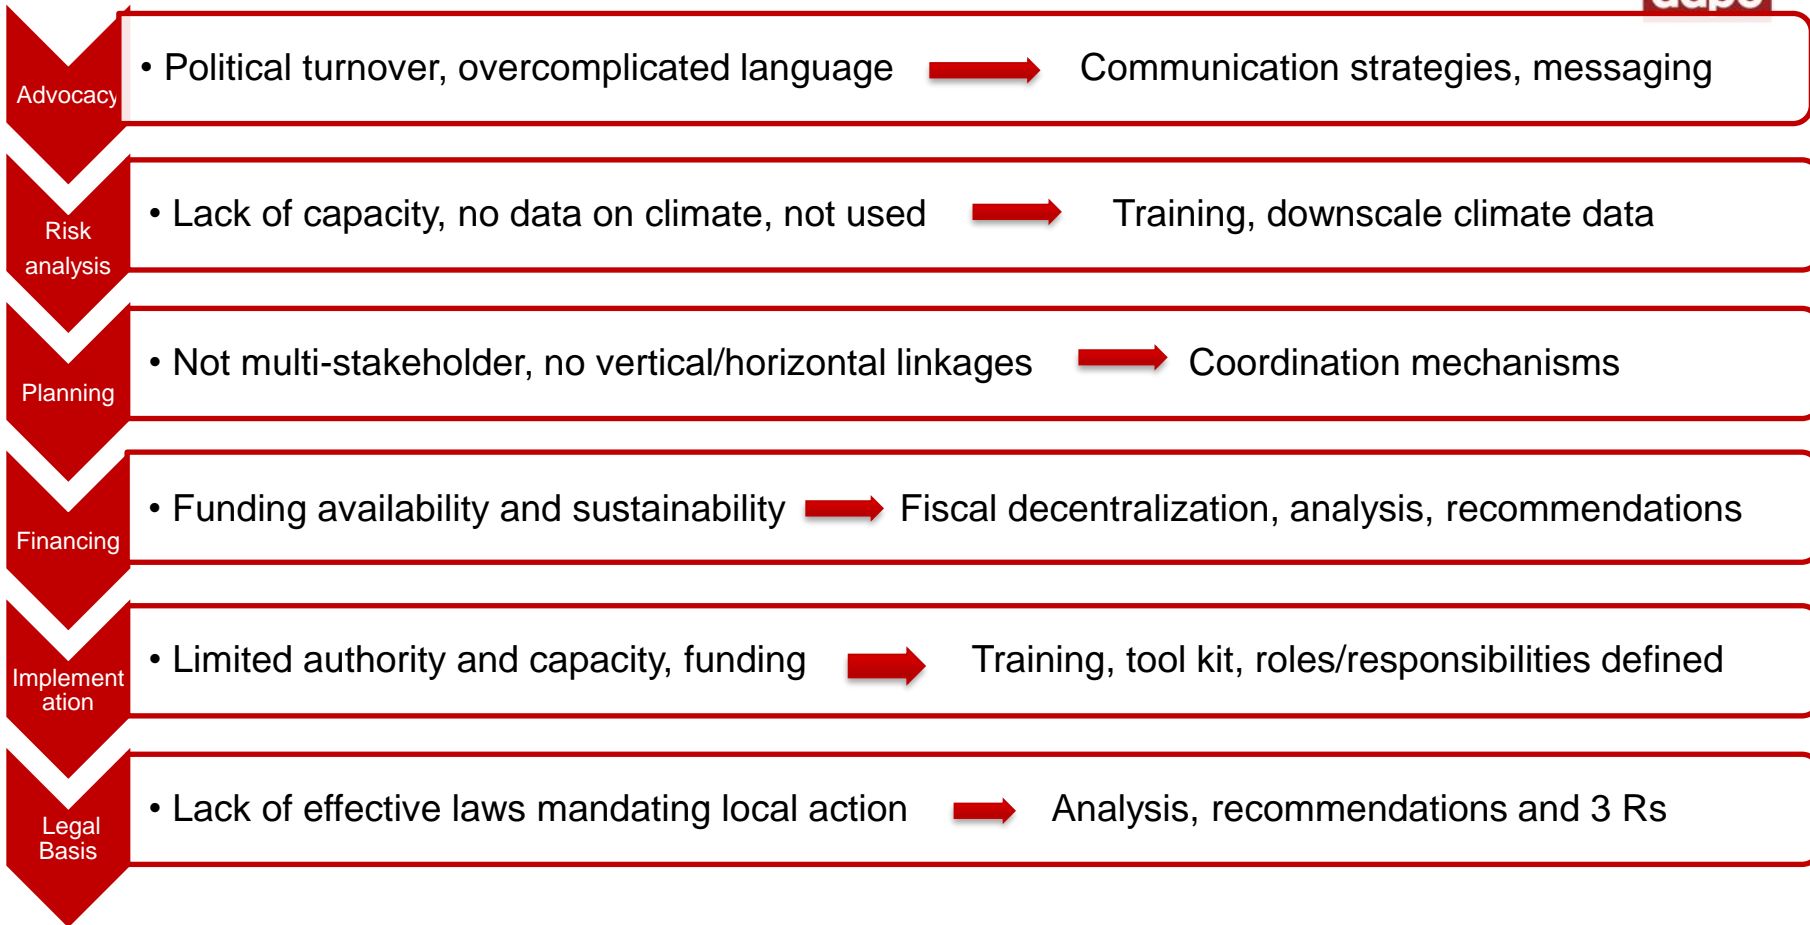 Advocacy
• Political turnover, overcomplicated language
Communication strategies, messaging
Risk
analysis
• Lack of capacity, no data on climate, not used
Training, downscale climate data
Planning
• Not multi-stakeholder, no vertical/horizontal linkages
Coordination mechanisms
Financing
• Funding availability and sustainability
Fiscal decentralization, analysis, recommendations
Implement
ation
• Limited authority and capacity, funding
Training, tool kit, roles/responsibilities defined
Legal
Basis
• Lack of effective laws mandating local action
Analysis, recommendations and 3 Rs